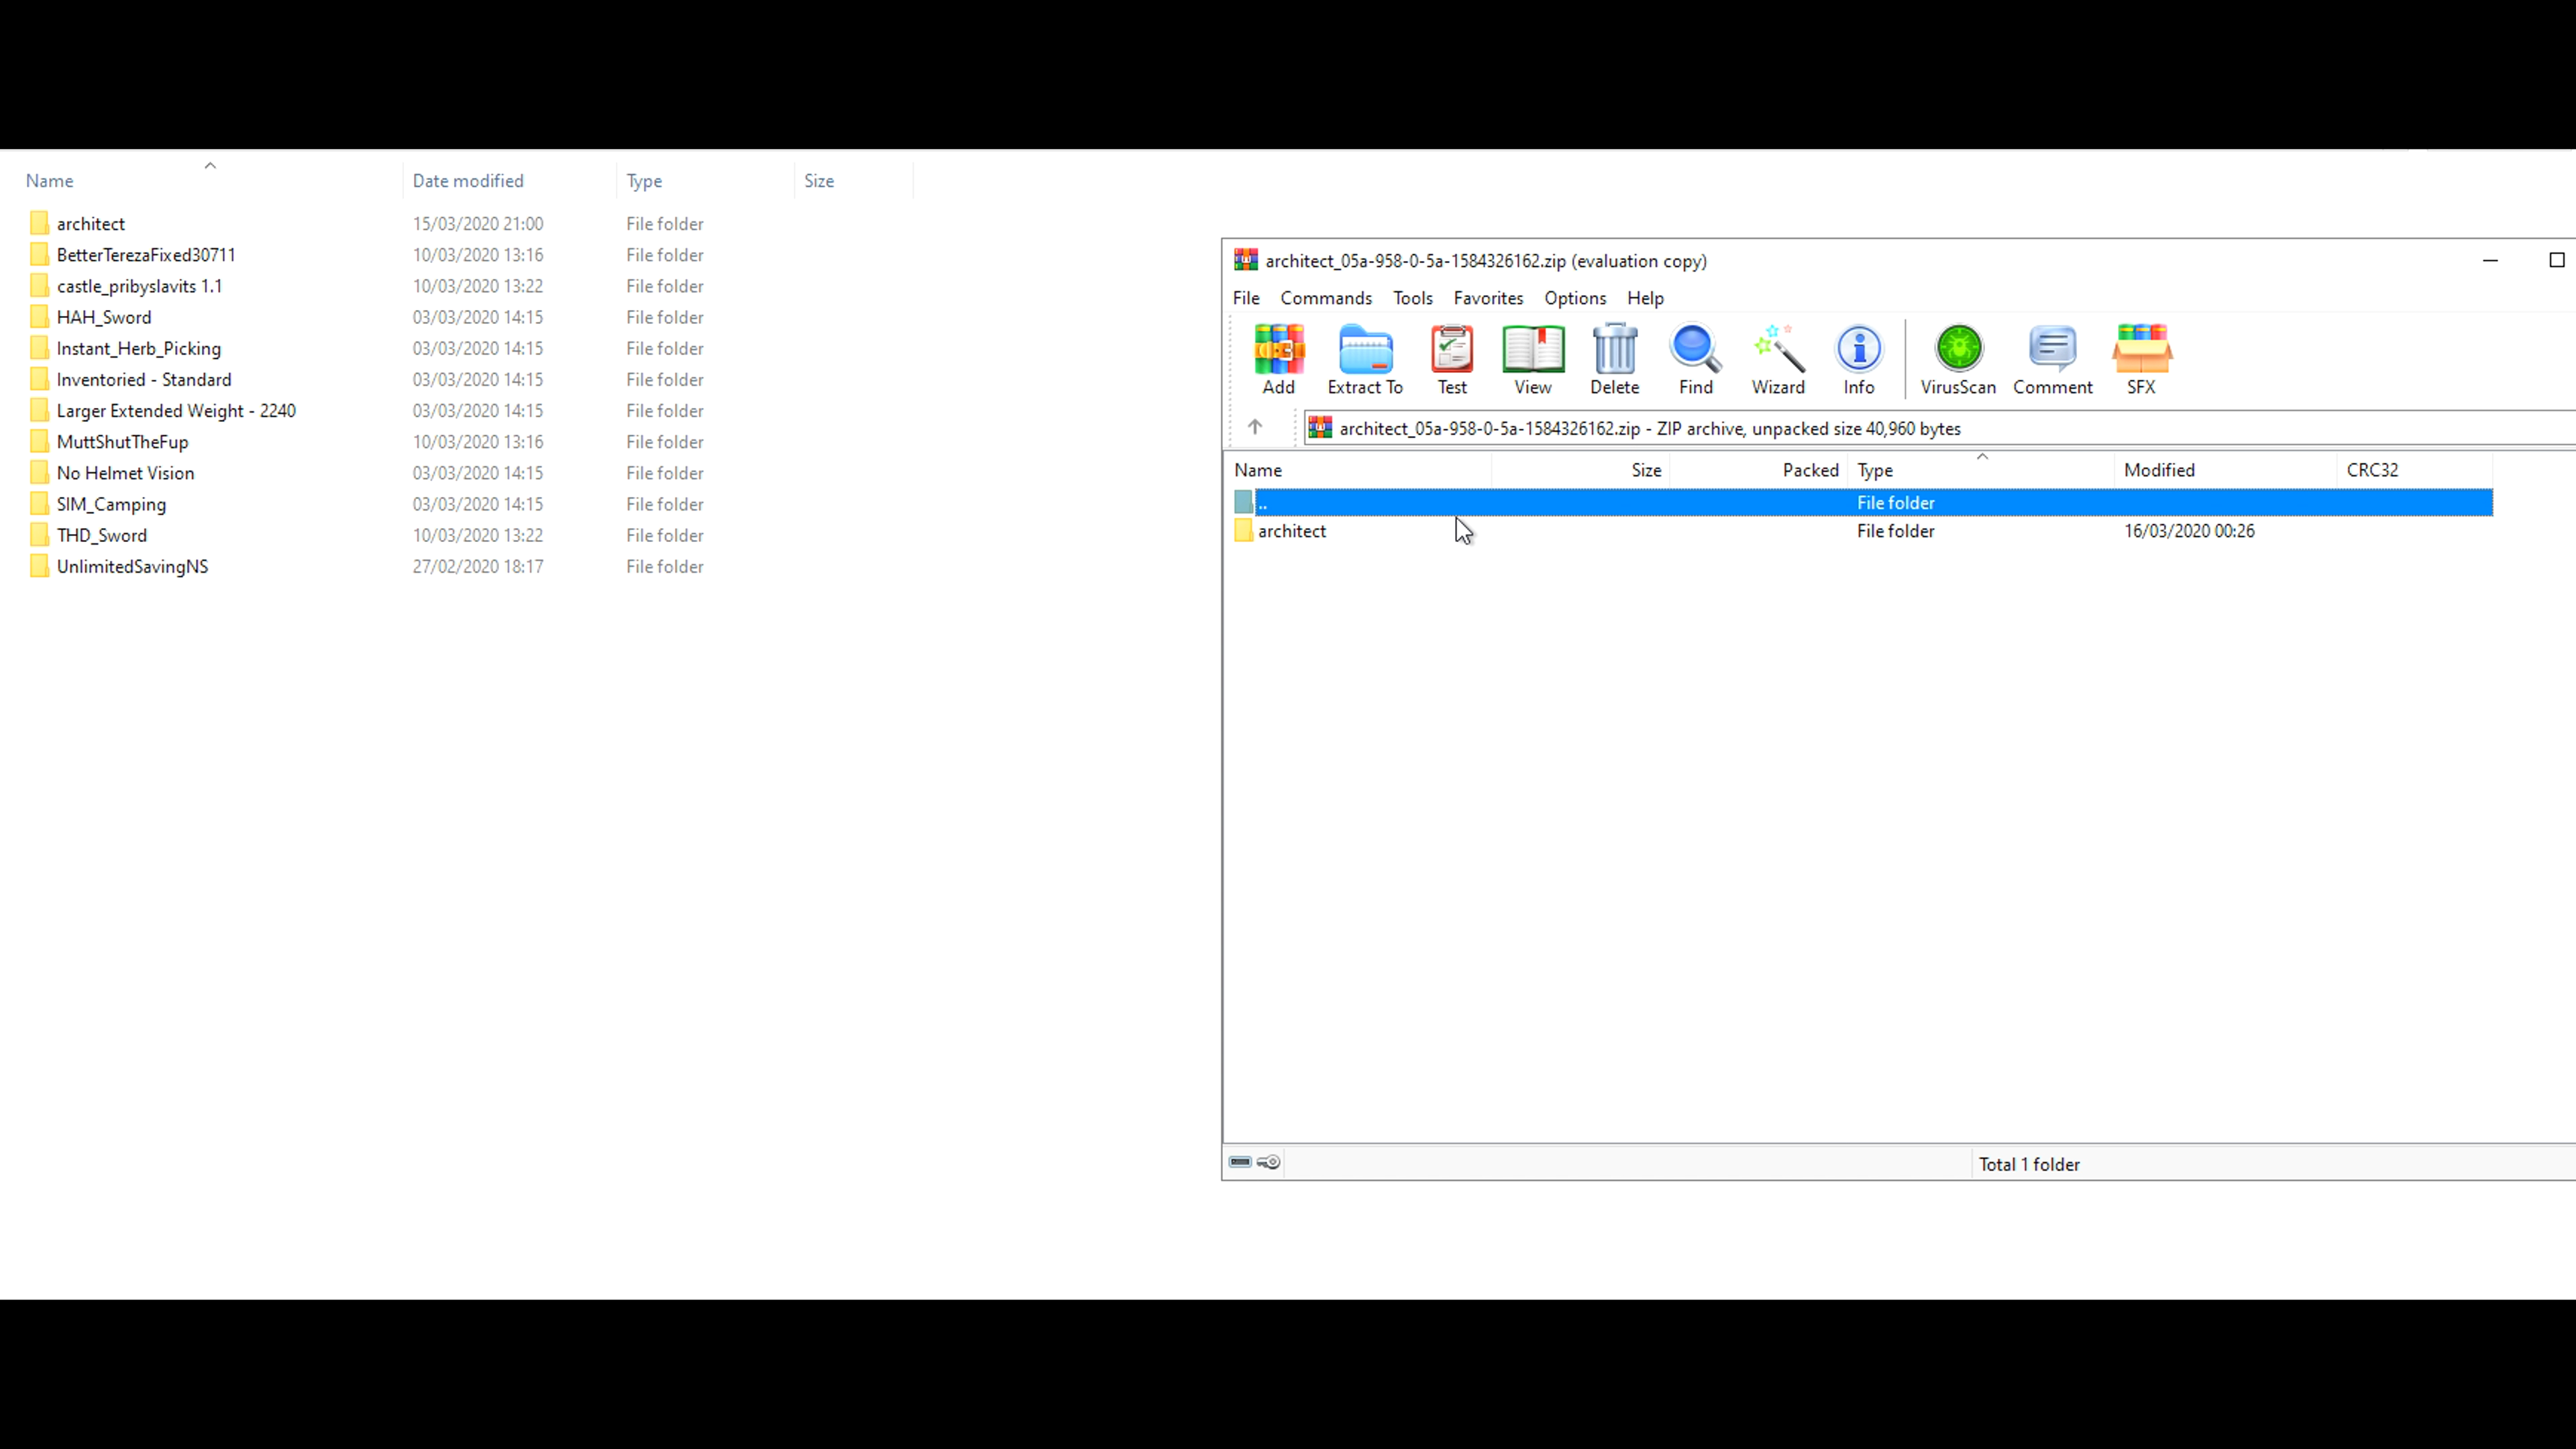 Name Date modified Type Size
architect 15/03/2020 21:00 File folder
BetterTerezaFixed30711 10/03/2020 13:16 File folder
castle_pribyslavits 1.1 10/03/2020 13:22 File folder
HAH_Sword 03/03/2020 14:15 File folder
Instant_Herb_Picking 03/03/2020 14:15 File folder
Inventoried - Standard 03/03/2020 14:15 File folder
Larger Extended Weight - 2240 03/03/2020 14:15 File folder
MuttShutTheFup 10/03/2020 13:16 File folder
No Helmet Vision 03/03/2020 14:15 File folder
SIM_Camping 03/03/2020 14:15 File folder
THD_Sword 10/03/2020 13:22 File folder
UnlimitedSavingNS 27/02/2020 18:17 File folder
architect_05a-958-0-5a-1584326162.zip (evaluation copy)
File Commands Tools Favorites Options Help
Add Extract To Test View Delete Find Wizard Info VirusScan Comment SFX
architect_05a-958-0-5a-1584326162.zip - ZIP archive, unpacked size 40,960 bytes
Name Size Packed Type Modified CRC32
.. File folder
architect File folder 16/03/2020 00:26
Total 1 folder